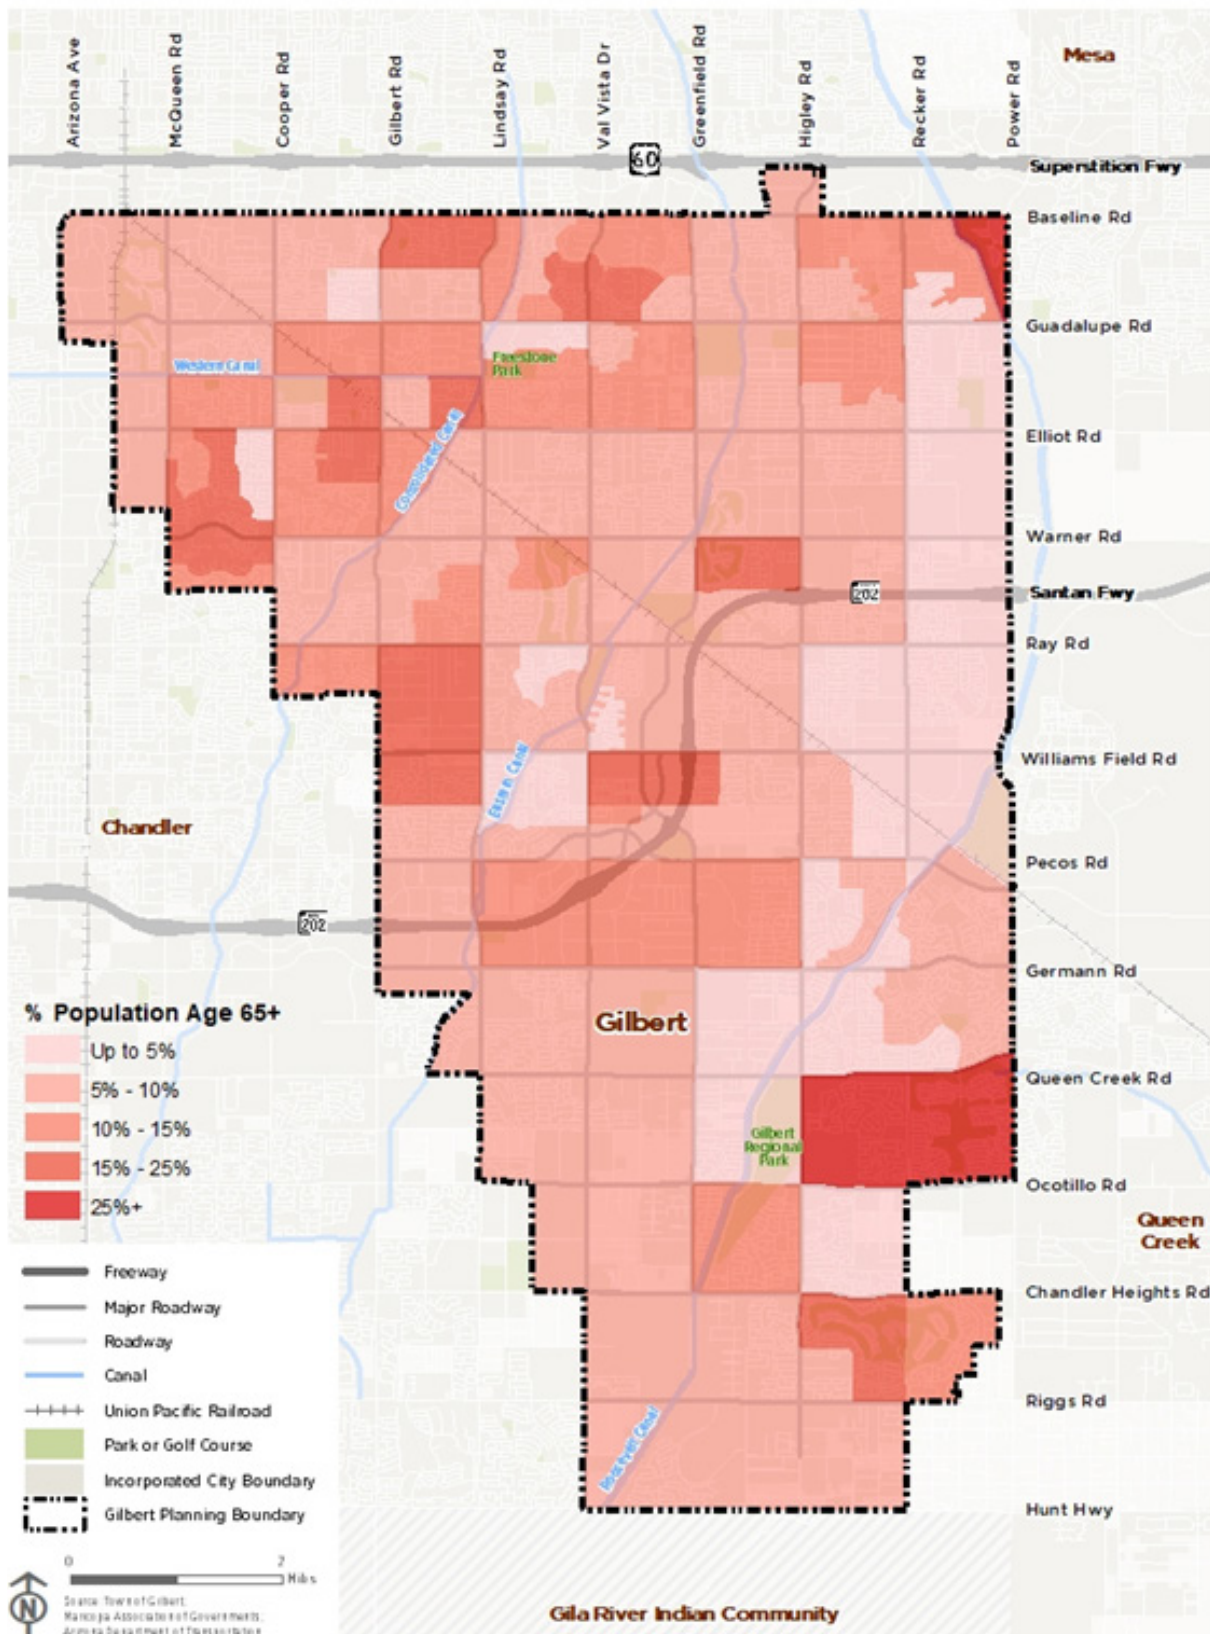 Arizona Ave
McQueen Rd
Cooper Rd
Gilbert Rd
Lindsay Rd
Val Vista Dr
Greenfield Rd
Higley Rd
Recker Rd
Power Rd
Mesa
60
Superstition Fwy
Baseline Rd
Guadalupe Rd
Western Canal
Freestone
Park
Elliot Rd
Consolidated Canal
Warner Rd
202
Santan Fwy
Ray Rd
Williams Field Rd
Eastern Canal
Chandler
Pecos Rd
202
Germann Rd
Gilbert
Queen Creek Rd
Gilbert
Regional
Park
Ocotillo Rd
Queen
Creek
Chandler Heights Rd
Riggs Rd
Roosevelt Canal
Hunt Hwy
Gila River Indian Community
% Population Age 65+
Up to 5%
5% - 10%
10% - 15%
15% - 25%
25%+
Freeway
Major Roadway
Roadway
Canal
Union Pacific Railroad
Park or Golf Course
Incorporated City Boundary
Gilbert Planning Boundary
0 2
Miles
N
Source: Town of Gilbert,
Maricopa Association of Governments,
Arizona Department of Transportation